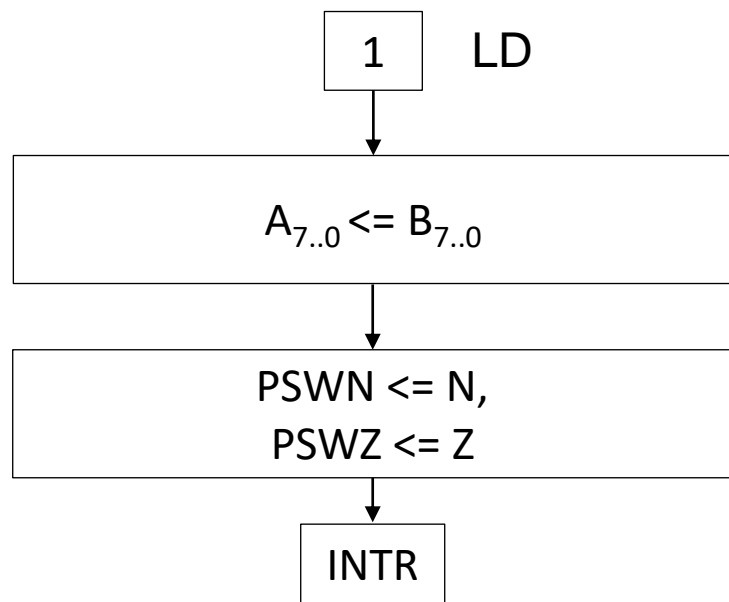 1 LD
A7..0 <= B7..0
PSWN <= N,
PSWZ <= Z
INTR